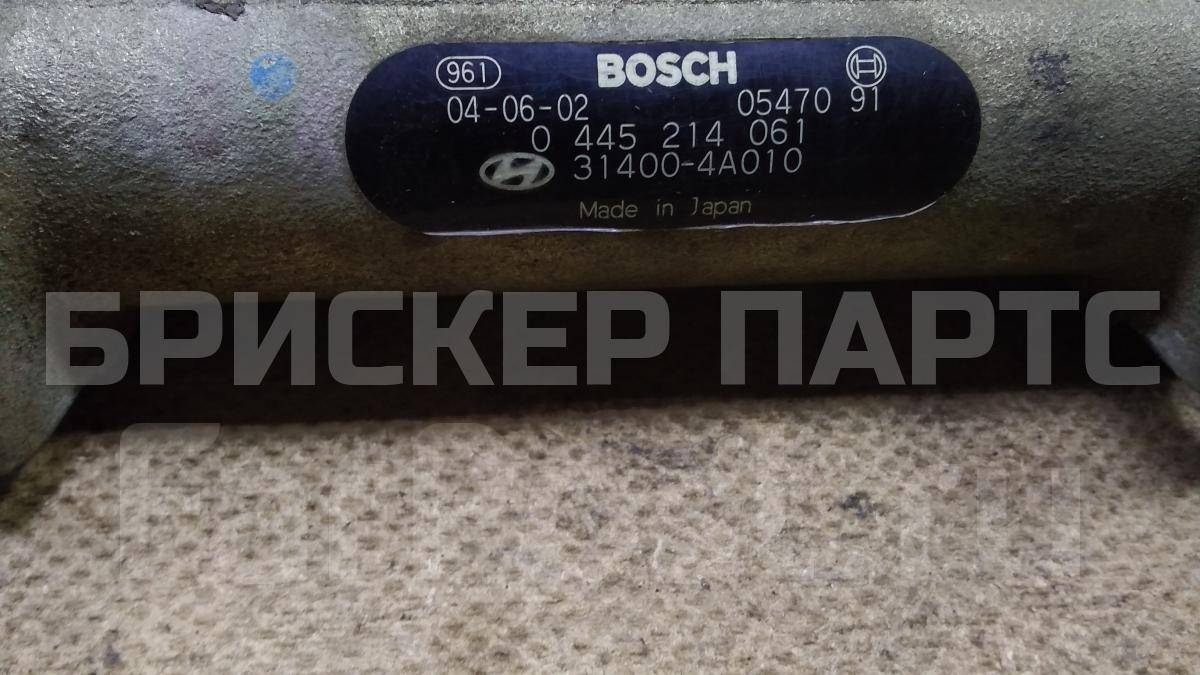 961 BOSCH
04-06-02 05470 91
0 445 214 061
31400-4A010
Made in Japan
БРИСКЕР ПАРТС